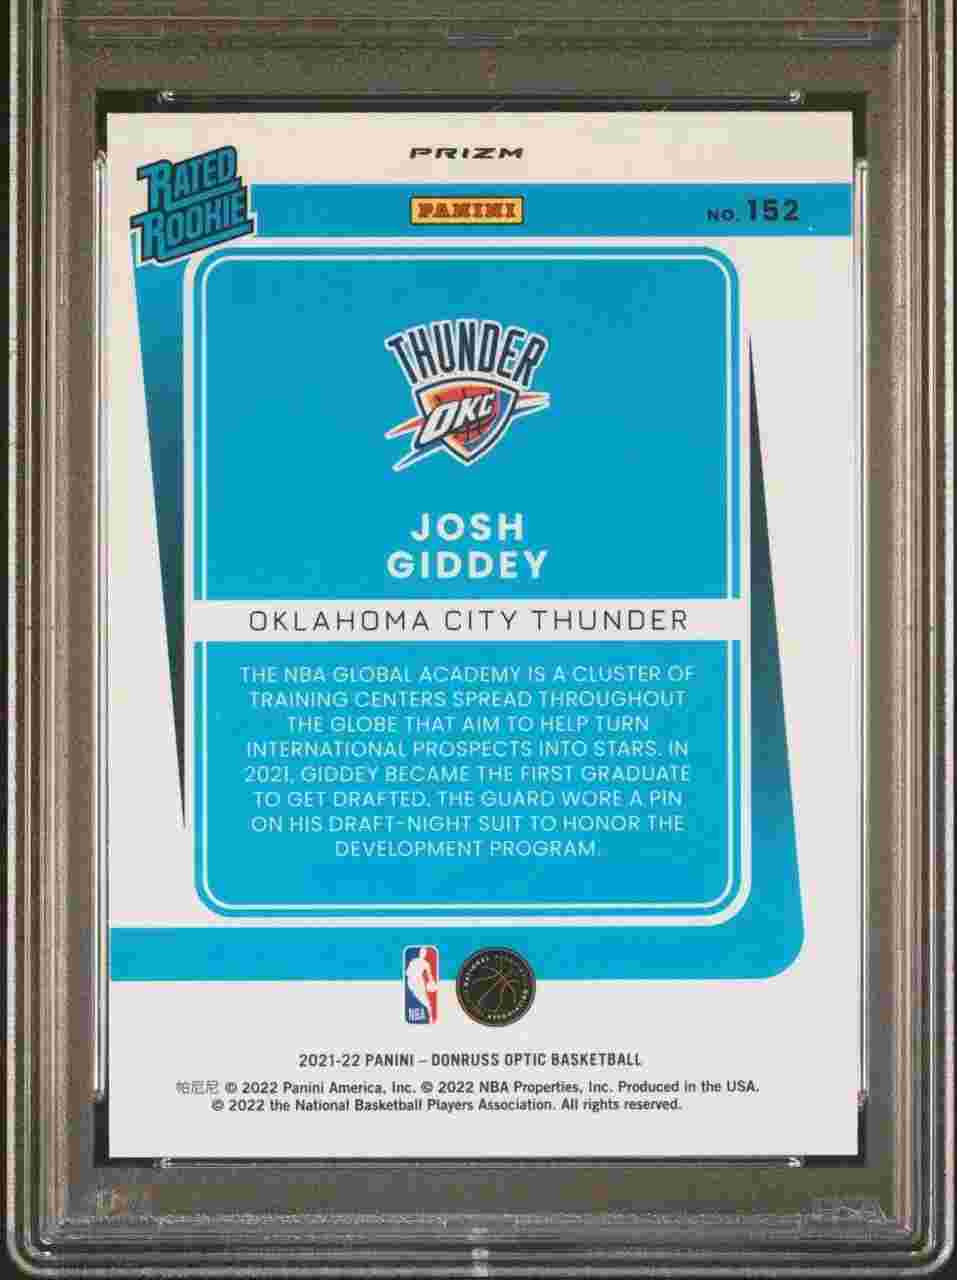 PRIZM
RATED
ROOKIE
PANINI
NO. 152
THUNDER
OKC
JOSH
GIDDEY
OKLAHOMA CITY THUNDER
THE NBA GLOBAL ACADEMY IS A CLUSTER OF
TRAINING CENTERS SPREAD THROUGHOUT
THE GLOBE THAT AIM TO HELP TURN
INTERNATIONAL PROSPECTS INTO STARS. IN
2021, GIDDEY BECAME THE FIRST GRADUATE
TO GET DRAFTED. THE GUARD WORE A PIN
ON HIS DRAFT-NIGHT SUIT TO HONOR THE
DEVELOPMENT PROGRAM.
NBA
2021-22 PANINI – DONRUSS OPTIC BASKETBALL
帕尼尼 © 2022 Panini America, Inc. © 2022 NBA Properties, Inc. Produced in the USA.
© 2022 the National Basketball Players Association. All rights reserved.